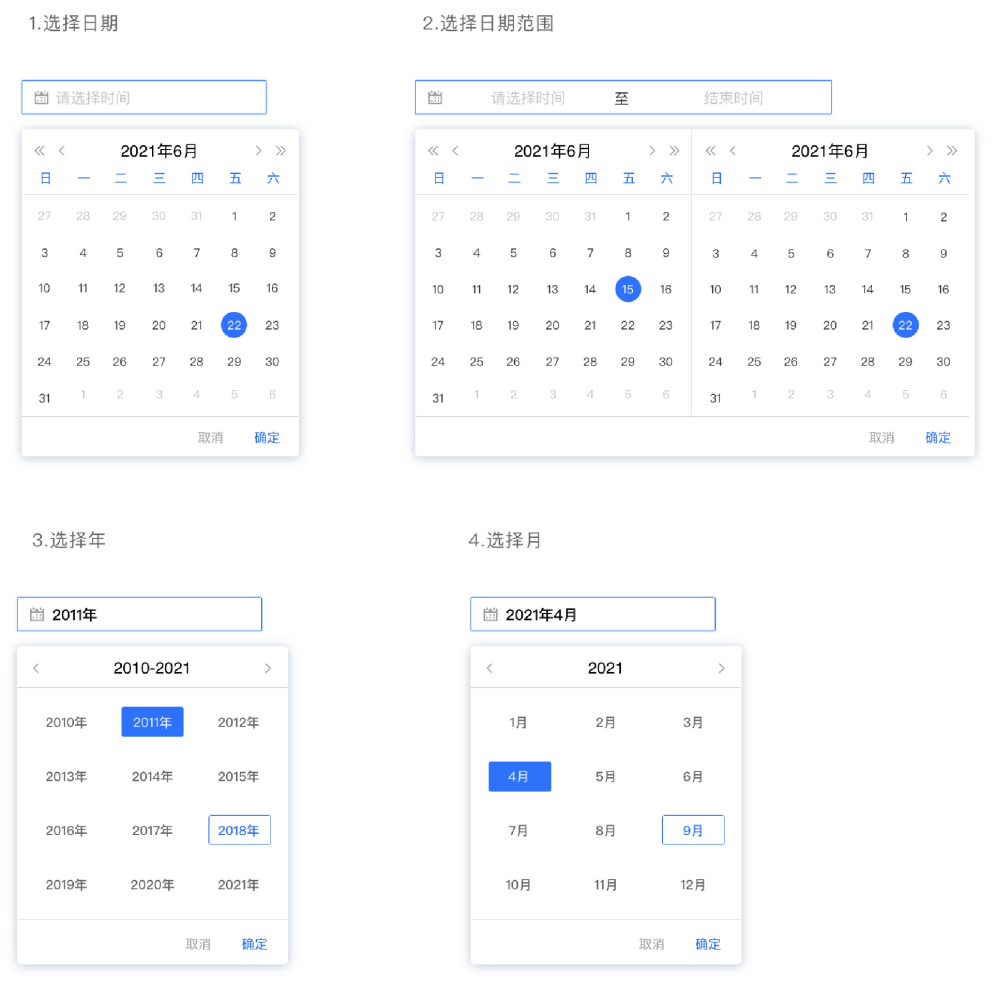 1.选择日期
请选择时间
« < 2021年6月 > »
日 一 二 三 四 五 六
27 28 29 30 31 1 2
3 4 5 6 7 8 9
10 11 12 13 14 15 16
17 18 19 20 21 22 23
24 25 26 27 28 29 30
31 1 2 3 4 5 6
取消 确定
2.选择日期范围
请选择时间 至 结束时间
« < 2021年6月 > »
日 一 二 三 四 五 六
27 28 29 30 31 1 2
3 4 5 6 7 8 9
10 11 12 13 14 15 16
17 18 19 20 21 22 23
24 25 26 27 28 29 30
31 1 2 3 4 5 6
« < 2021年6月 > »
日 一 二 三 四 五 六
27 28 29 30 31 1 2
3 4 5 6 7 8 9
10 11 12 13 14 15 16
17 18 19 20 21 22 23
24 25 26 27 28 29 30
31 1 2 3 4 5 6
取消 确定
3.选择年
2011年
< 2010-2021 >
2010年 2011年 2012年
2013年 2014年 2015年
2016年 2017年 2018年
2019年 2020年 2021年
取消 确定
4.选择月
2021年4月
< 2021 >
1月 2月 3月
4月 5月 6月
7月 8月 9月
10月 11月 12月
取消 确定